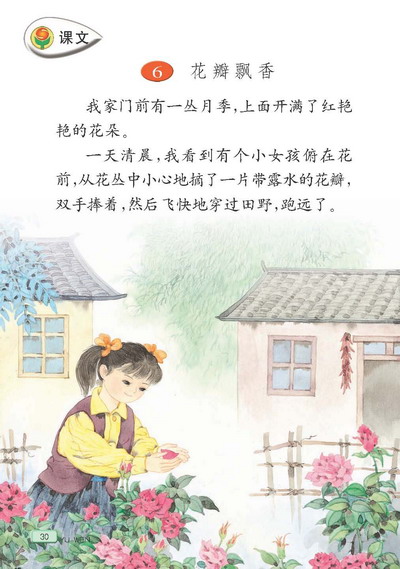 课文
6 花瓣飘香
我家门前有一丛月季,上面开满了红艳
艳的花朵。
一天清晨,我看到有个小女孩俯在花
前,从花丛中小心地摘了一片带露水的花瓣,
双手捧着,然后飞快地穿过田野,跑远了。
30 YU WEN